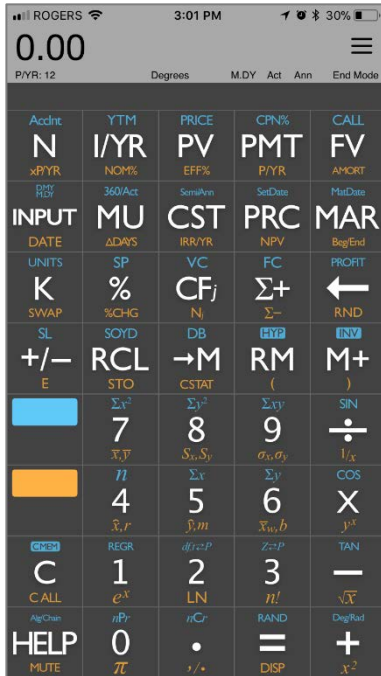 ROGERS 3:01 PM 30%
0.00
P/YR: 12 Degrees M.DY Act Ann End Mode
AccInt YTM PRICE CPN% CALL
N I/YR PV PMT FV
xP/YR NOM% EFF% P/YR AMORT
D.MY M.DY 360/Act SemiAnn SetDate MatDate
INPUT MU CST PRC MAR
DATE ΔDAYS IRR/YR NPV Beg/End
UNITS SP VC FC PROFIT
K % CFj Σ+ ←
SWAP %CHG Nj Σ− RND
SL SOYD DB HYP INV
+/− RCL →M RM M+
E STO CSTAT ( )
Σx² Σy² Σxy SIN
7 8 9 ÷
x̄,ȳ Sx,Sy σx,σy 1/x
n Σx Σy COS
4 5 6 X
x̂,r ŷ,m x̄w,b yˣ
C MEM REGR df:r⇄P Z⇄P TAN
C 1 2 3 −
C ALL eˣ LN n! √x
Alg/Chain nPr nCr RAND Deg/Rad
HELP 0 . = +
MUTE π ,/. DISP x²